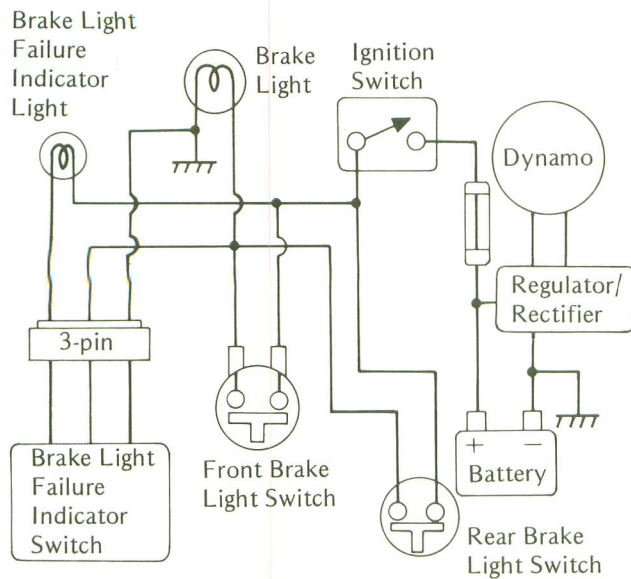 Brake Light
Failure
Indicator
Light
Brake
Light
Ignition
Switch
Dynamo
Regulator/
Rectifier
3-pin
+ −
Battery
Brake Light
Failure
Indicator
Switch
Front Brake
Light Switch
Rear Brake
Light Switch